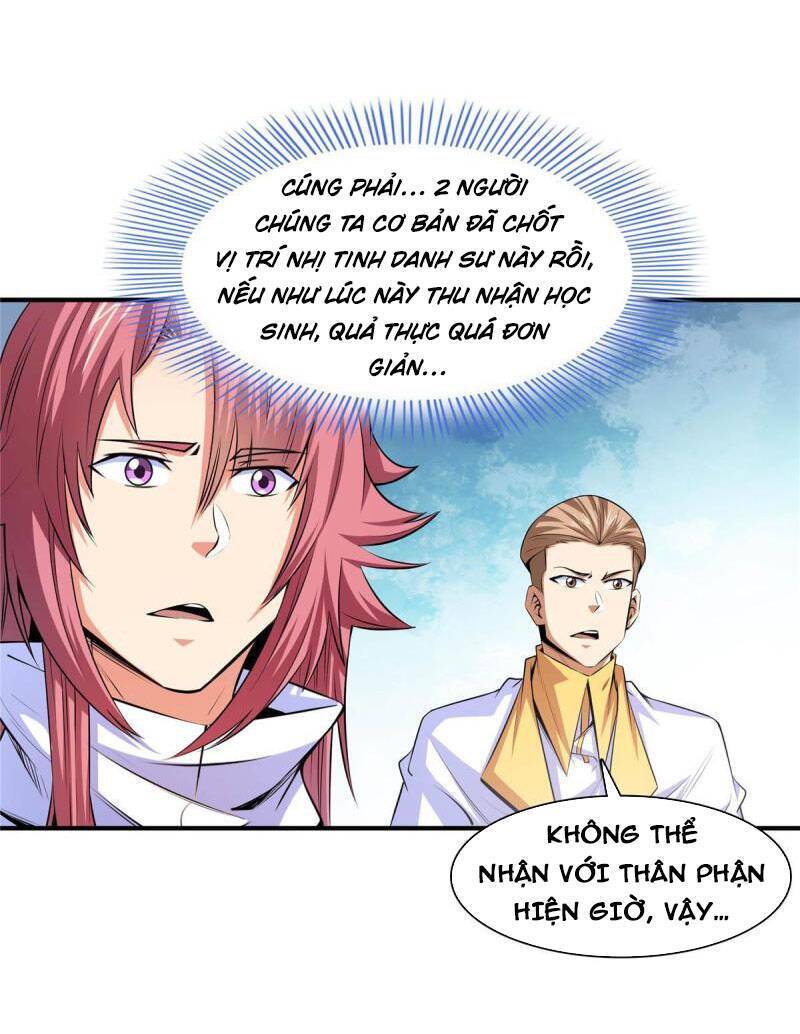 CÚNG PHẢI... 2 NGƯỜI
CHÚNG TA CƠ BẢN ĐÃ CHỐT
VỊ TRÍ NHỊ TINH DANH SƯ NÀY RỒI,
NẾU NHƯ LÚC NÀY THU NHẬN HỌC
SINH, QUẢ THỰC QUÁ ĐƠN
GIẢN...
KHÔNG THỂ
NHẬN VỚI THÂN PHẬN
HIỆN GIỜ, VẬY...